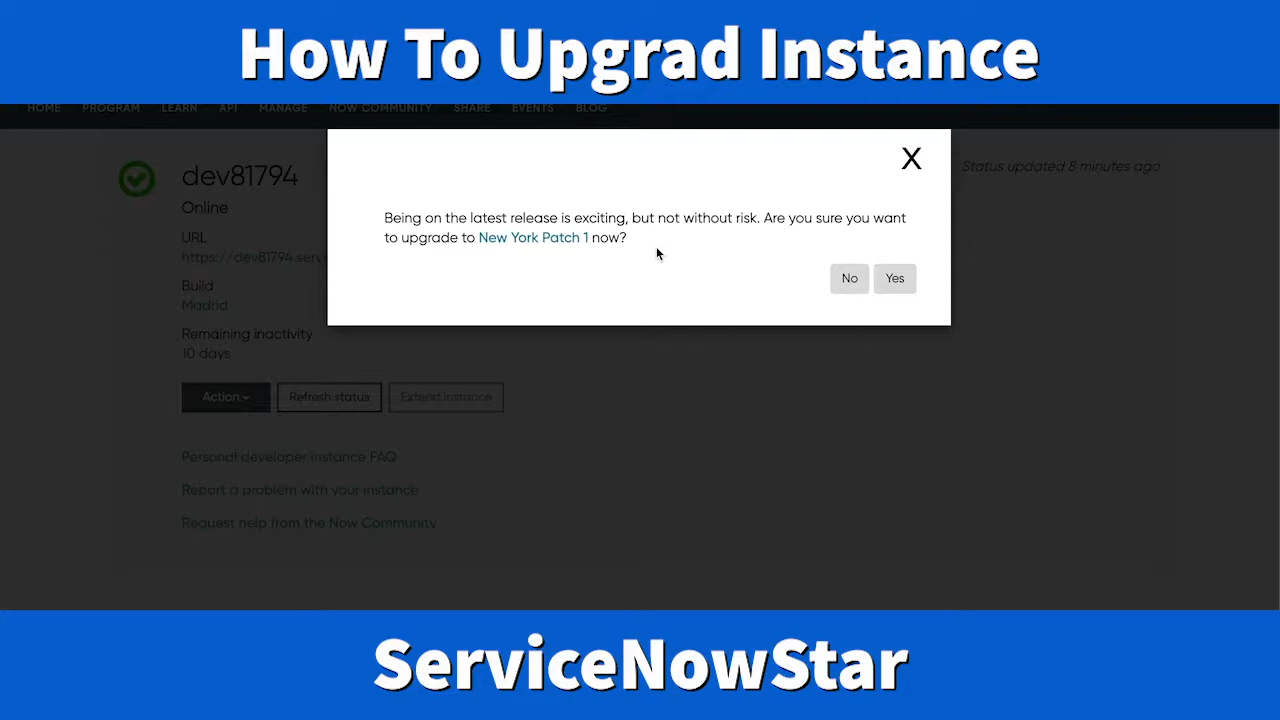 How To Upgrad Instance
HOME PROGRAM LEARN API MANAGE NOW COMMUNITY SHARE EVENTS BLOG
X
dev81794
Status updated 8 minutes ago
Online
Being on the latest release is exciting, but not without risk. Are you sure you want
to upgrade to New York Patch 1 now?
URL
https://dev81794.serv
No Yes
Build
Madrid
Remaining inactivity
10 days
Action Refresh status Extend instance
Personal developer instance FAQ
Report a problem with your instance
Request help from the Now Community
ServiceNowStar